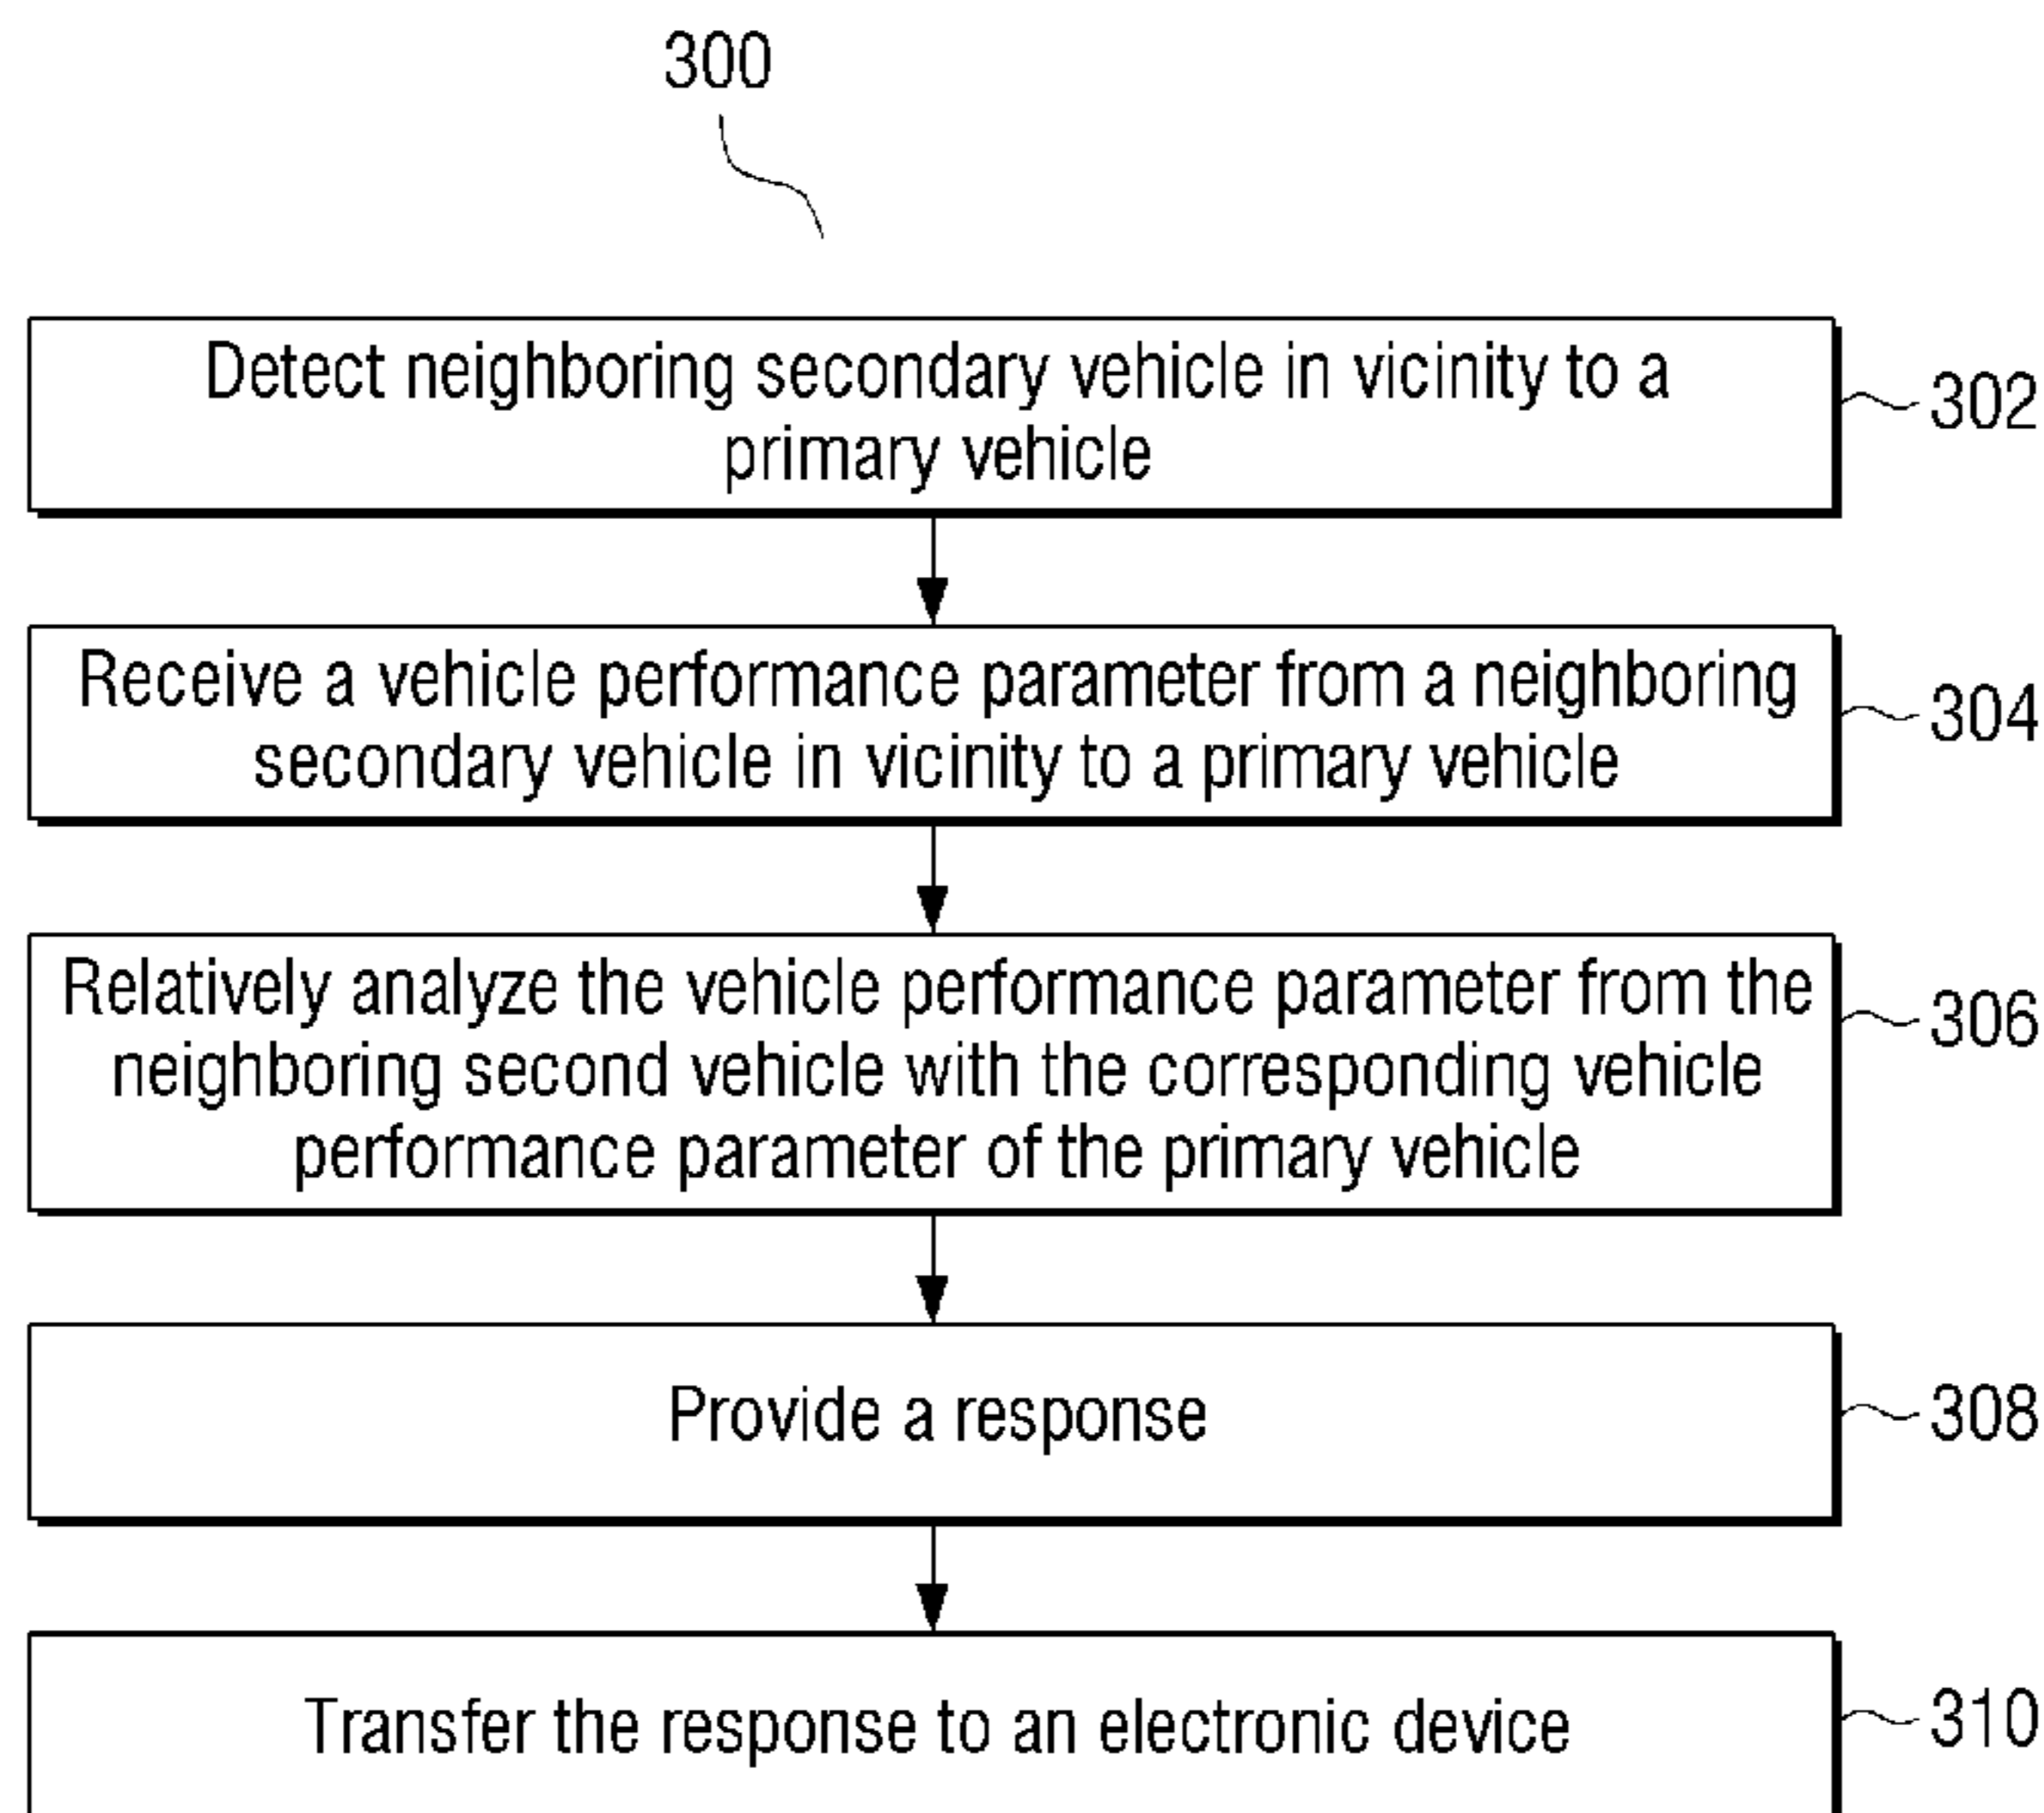 300
Detect neighboring secondary vehicle in vicinity to a
primary vehicle
302
Receive a vehicle performance parameter from a neighboring
secondary vehicle in vicinity to a primary vehicle
304
Relatively analyze the vehicle performance parameter from the
neighboring second vehicle with the corresponding vehicle
performance parameter of the primary vehicle
306
Provide a response
308
Transfer the response to an electronic device
310